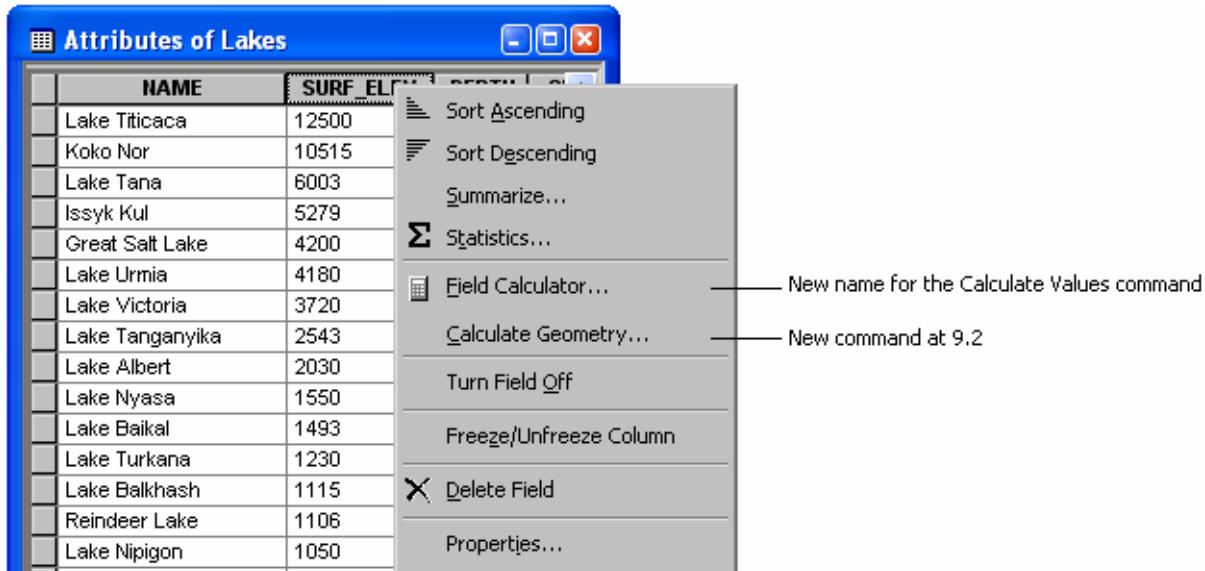 Attributes of Lakes
NAME SURF_ELEV DEPTH
Lake Titicaca 12500
Koko Nor 10515
Lake Tana 6003
Issyk Kul 5279
Great Salt Lake 4200
Lake Urmia 4180
Lake Victoria 3720
Lake Tanganyika 2543
Lake Albert 2030
Lake Nyasa 1550
Lake Baikal 1493
Lake Turkana 1230
Lake Balkhash 1115
Reindeer Lake 1106
Lake Nipigon 1050
Sort Ascending
Sort Descending
Summarize...
Σ Statistics...
Field Calculator...
Calculate Geometry...
Turn Field Off
Freeze/Unfreeze Column
Delete Field
Properties...
New name for the Calculate Values command
New command at 9.2